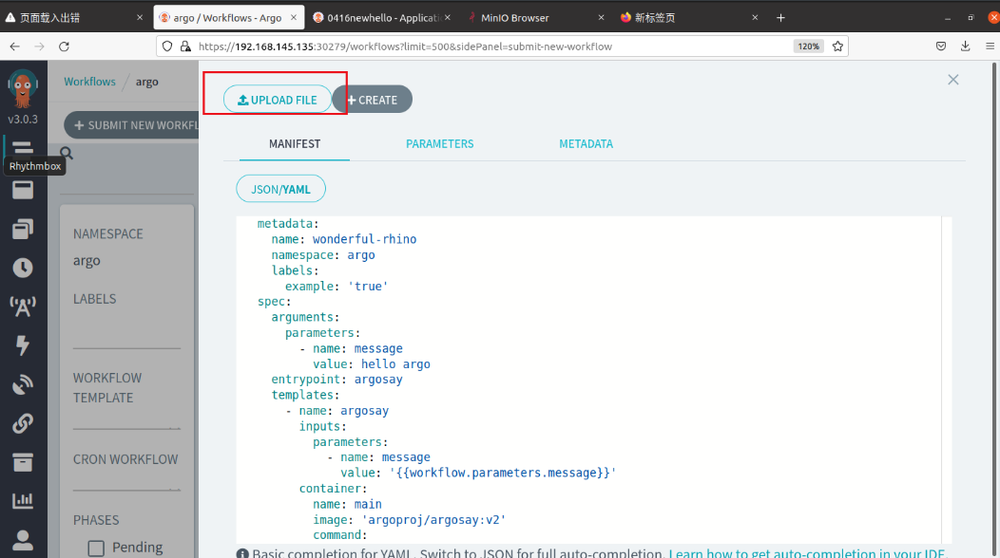 页面载入出错
argo / Workflows - Argo
0416newhello - Applicatic
MinIO Browser
新标签页
https://192.168.145.135:30279/workflows?limit=500&sidePanel=submit-new-workflow
120%
v3.0.3
Rhythmbox
Workflows / argo
+ SUBMIT NEW WORKFL
NAMESPACE
argo
LABELS
WORKFLOW
TEMPLATE
CRON WORKFLOW
PHASES
Pending
UPLOAD FILE
+ CREATE
MANIFEST
PARAMETERS
METADATA
JSON/YAML
metadata:
name: wonderful-rhino
namespace: argo
labels:
example: 'true'
spec:
arguments:
parameters:
- name: message
value: hello argo
entrypoint: argosay
templates:
- name: argosay
inputs:
parameters:
- name: message
value: '{{workflow.parameters.message}}'
container:
name: main
image: 'argoproj/argosay:v2'
command:
Basic completion for YAML. Switch to JSON for full auto-completion. Learn how to get auto-completion in your IDE.